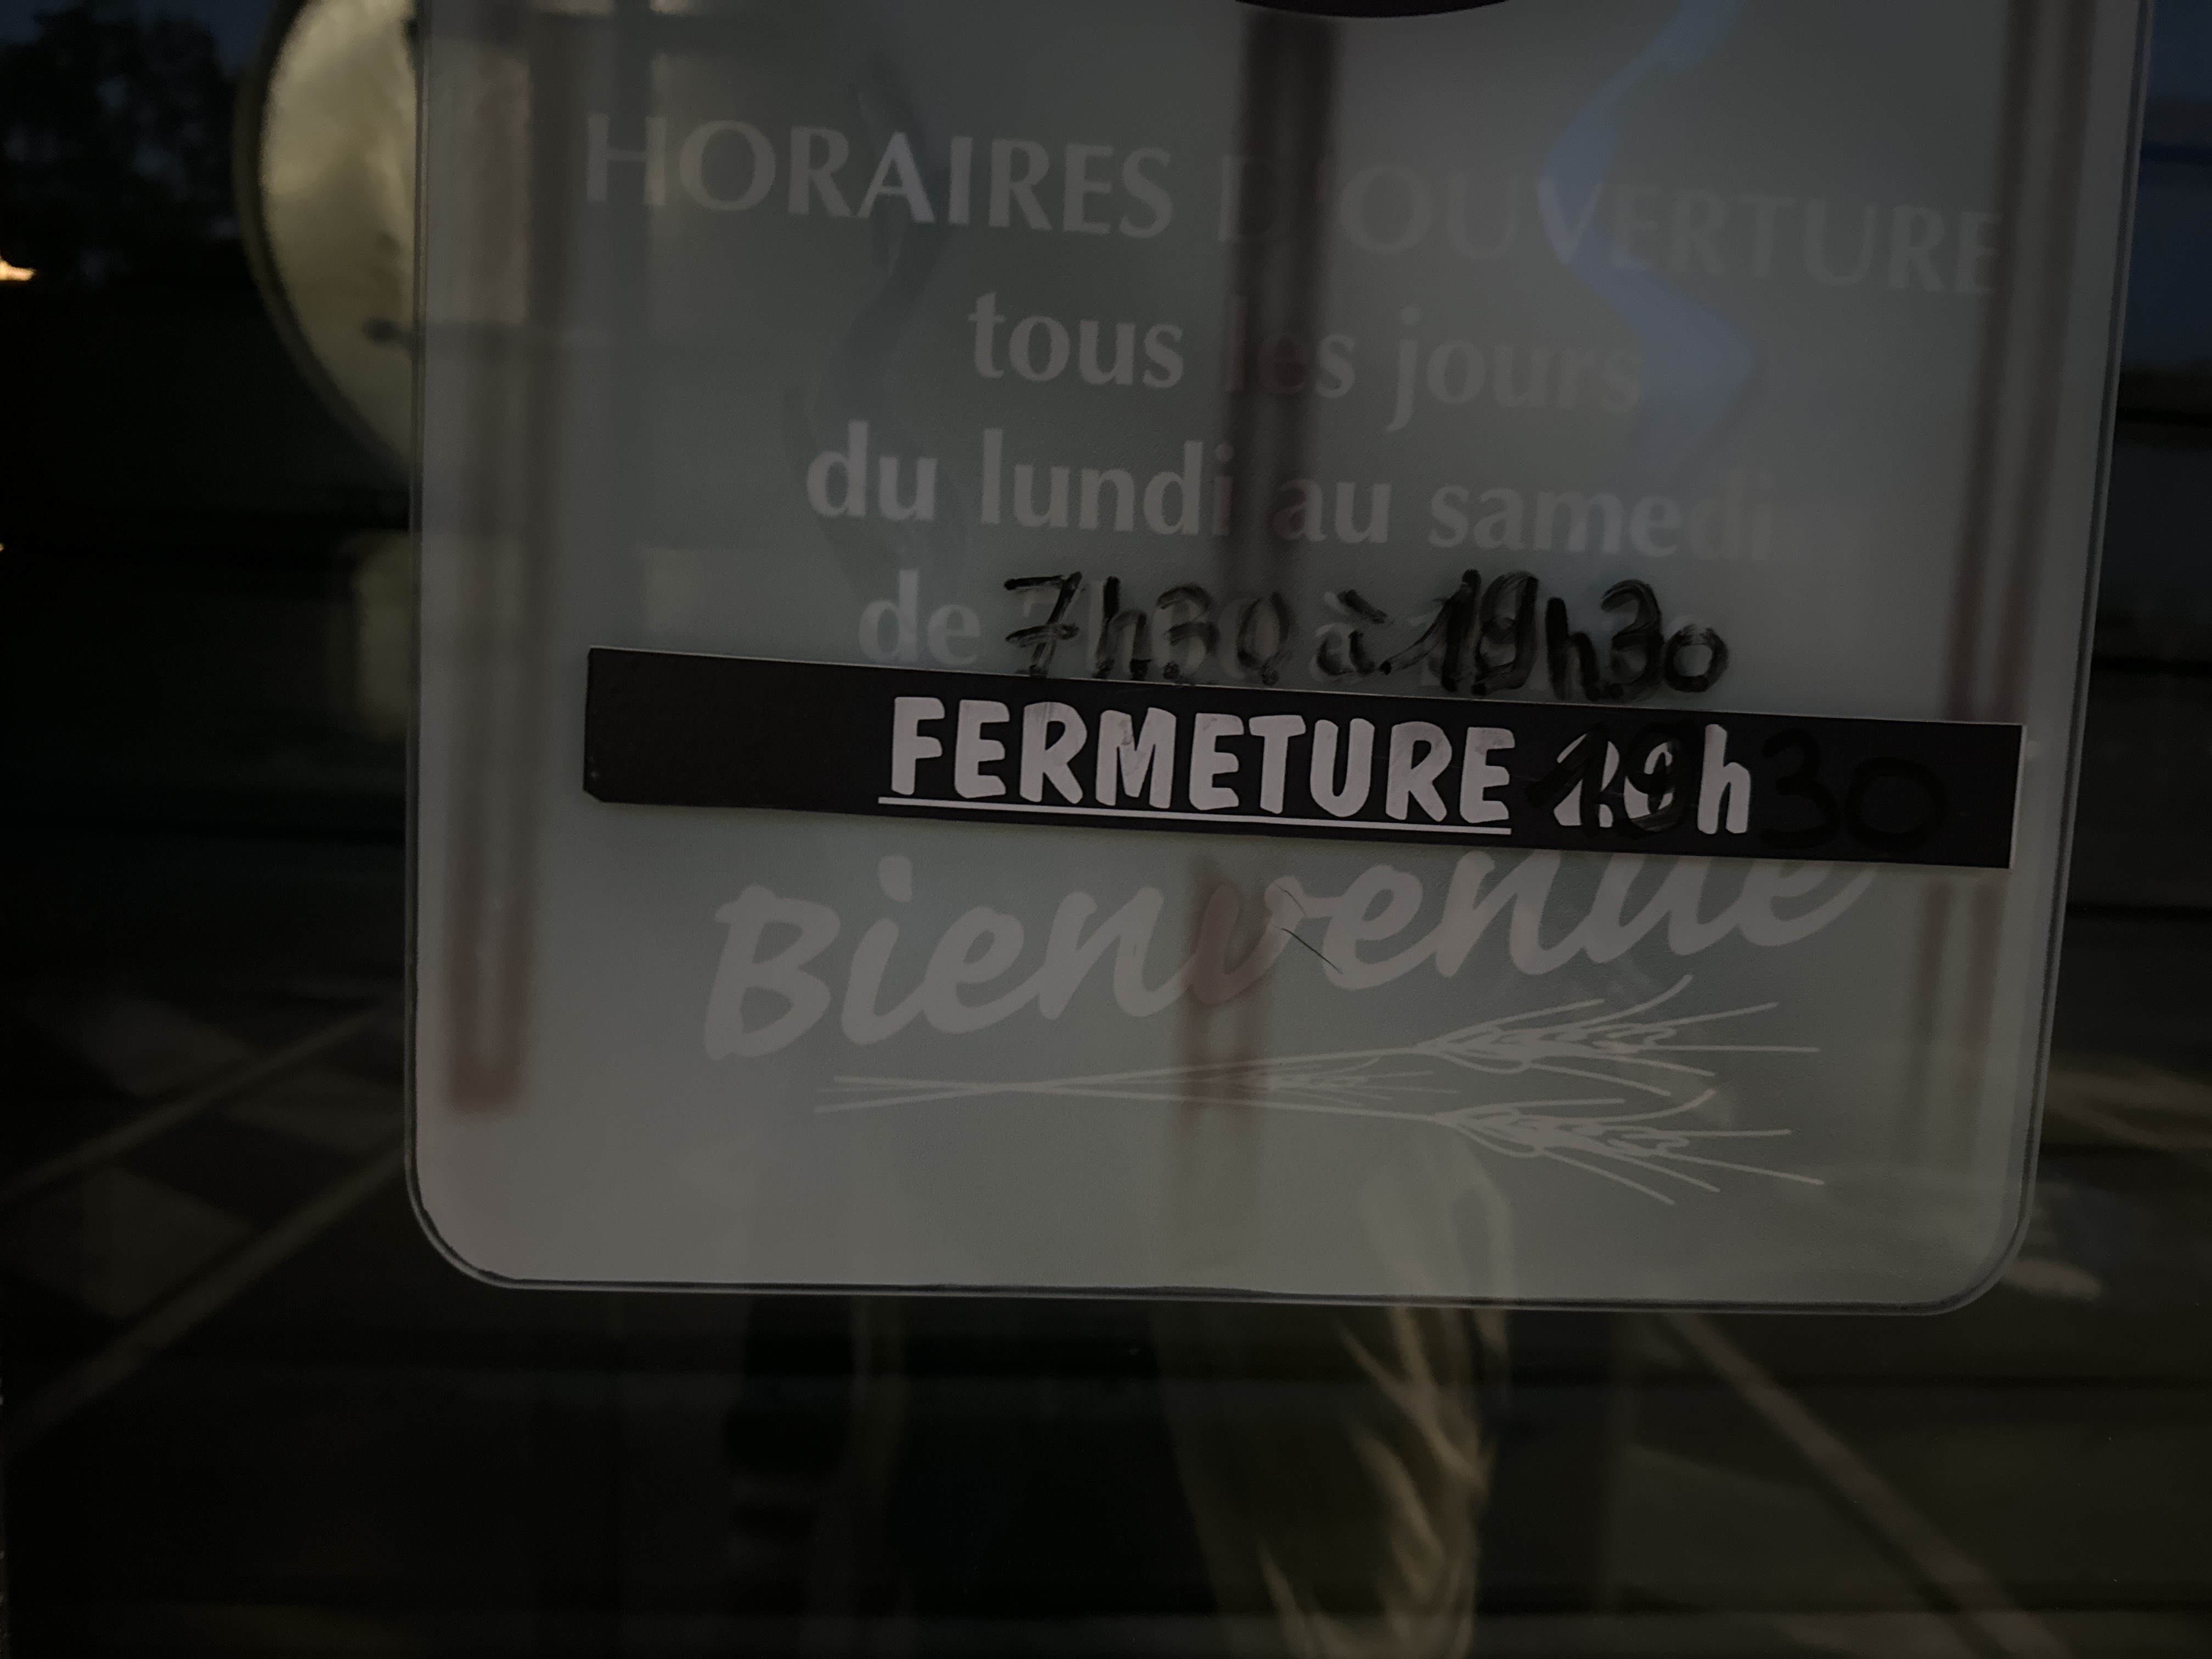 HORAIRES D'OUVERTURE
tous les jours
du lundi au samedi
de 7h30 à 19h30
FERMETURE 19h30
Bienvenue